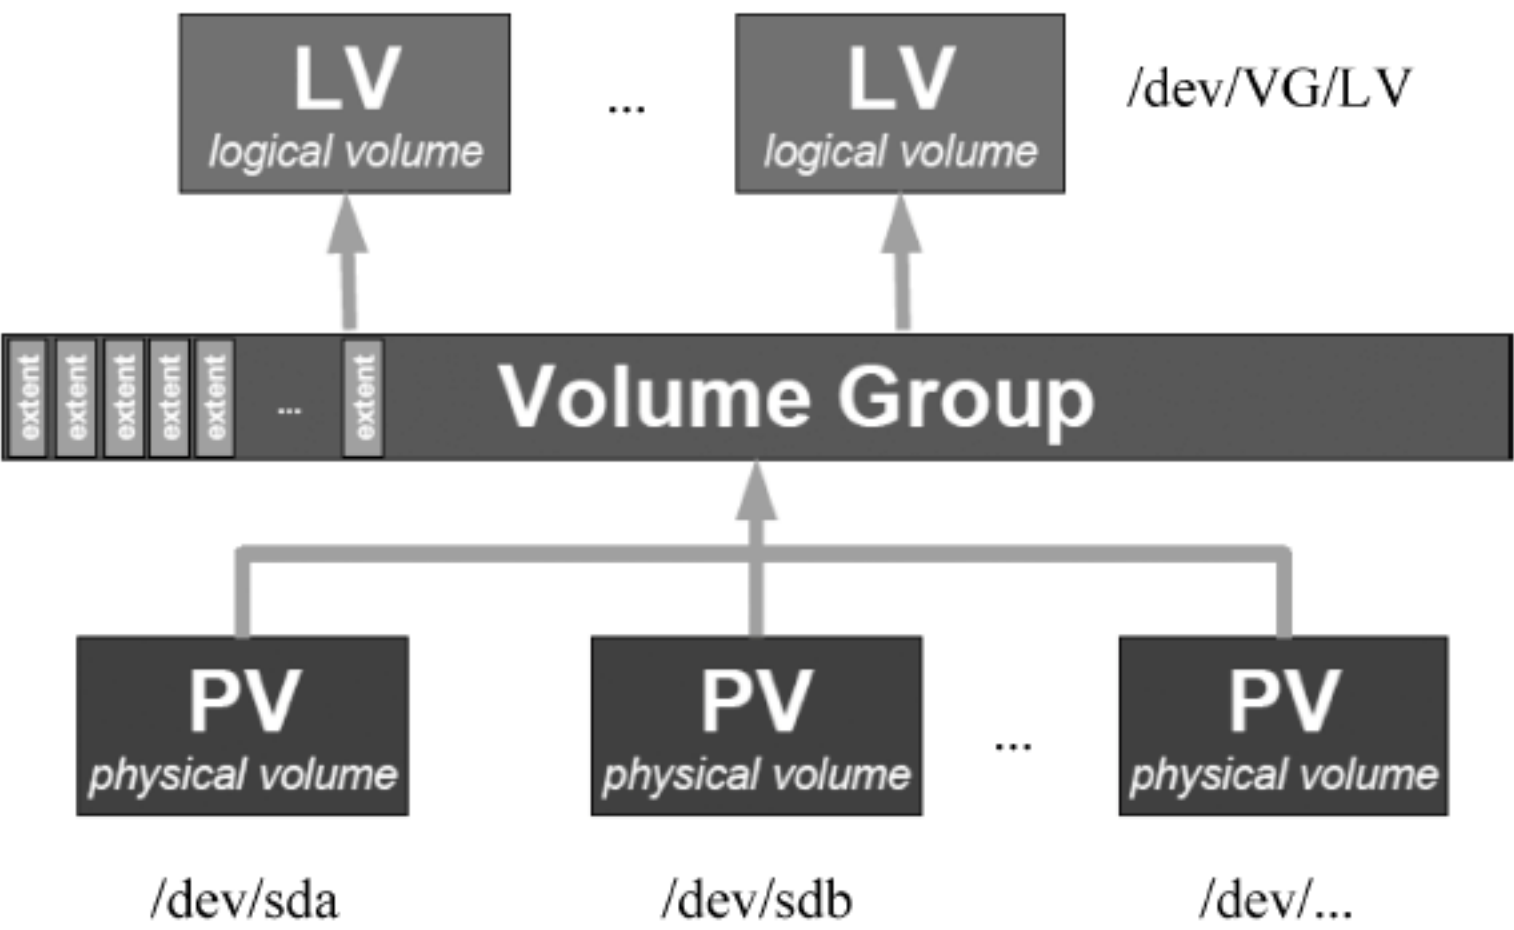 LV
logical volume
...
LV
logical volume
/dev/VG/LV
extent
extent
extent
extent
extent
...
extent
Volume Group
PV
physical volume
PV
physical volume
...
PV
physical volume
/dev/sda
/dev/sdb
/dev/...